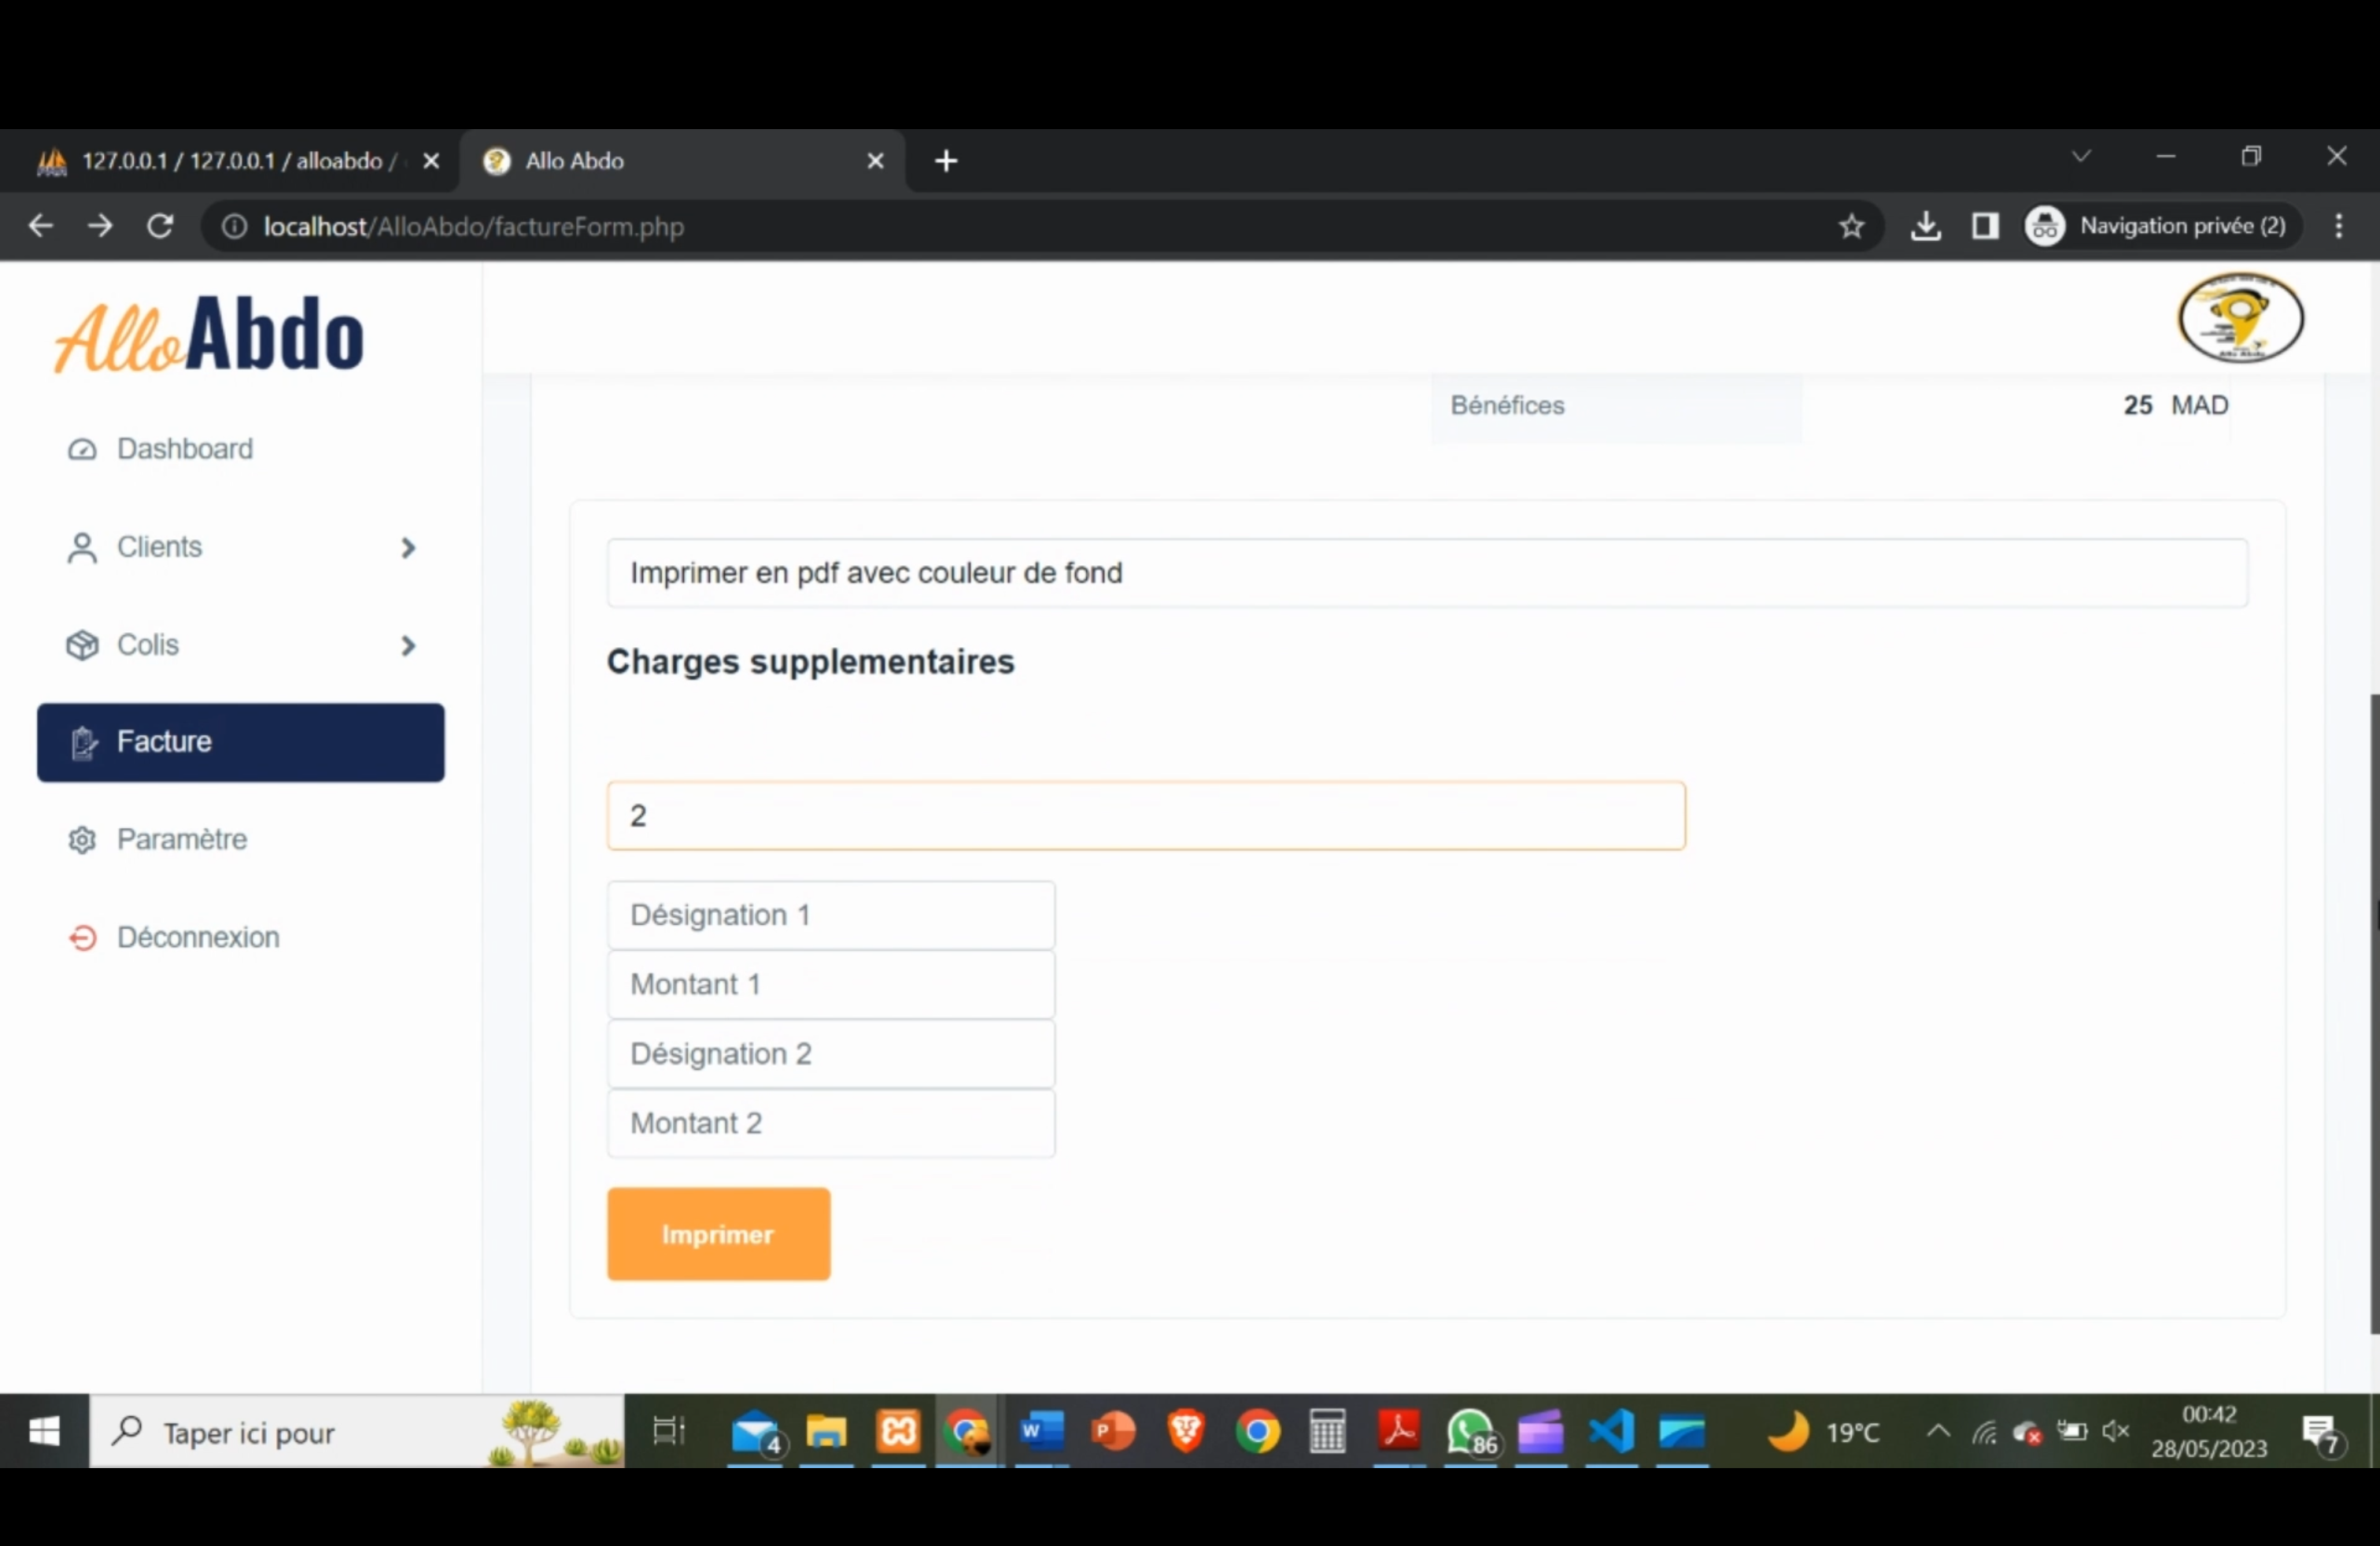 127.0.0.1 / 127.0.0.1 / alloabdo /
Allo Abdo
localhost/AlloAbdo/factureForm.php
Navigation privée (2)
AlloAbdo
Dashboard
Clients
Colis
Facture
Paramètre
Déconnexion
Bénéfices
25 MAD
Imprimer en pdf avec couleur de fond
Charges supplementaires
2
Désignation 1
Montant 1
Désignation 2
Montant 2
Imprimer
Taper ici pour
4
86
19°C
00:42
28/05/2023
7